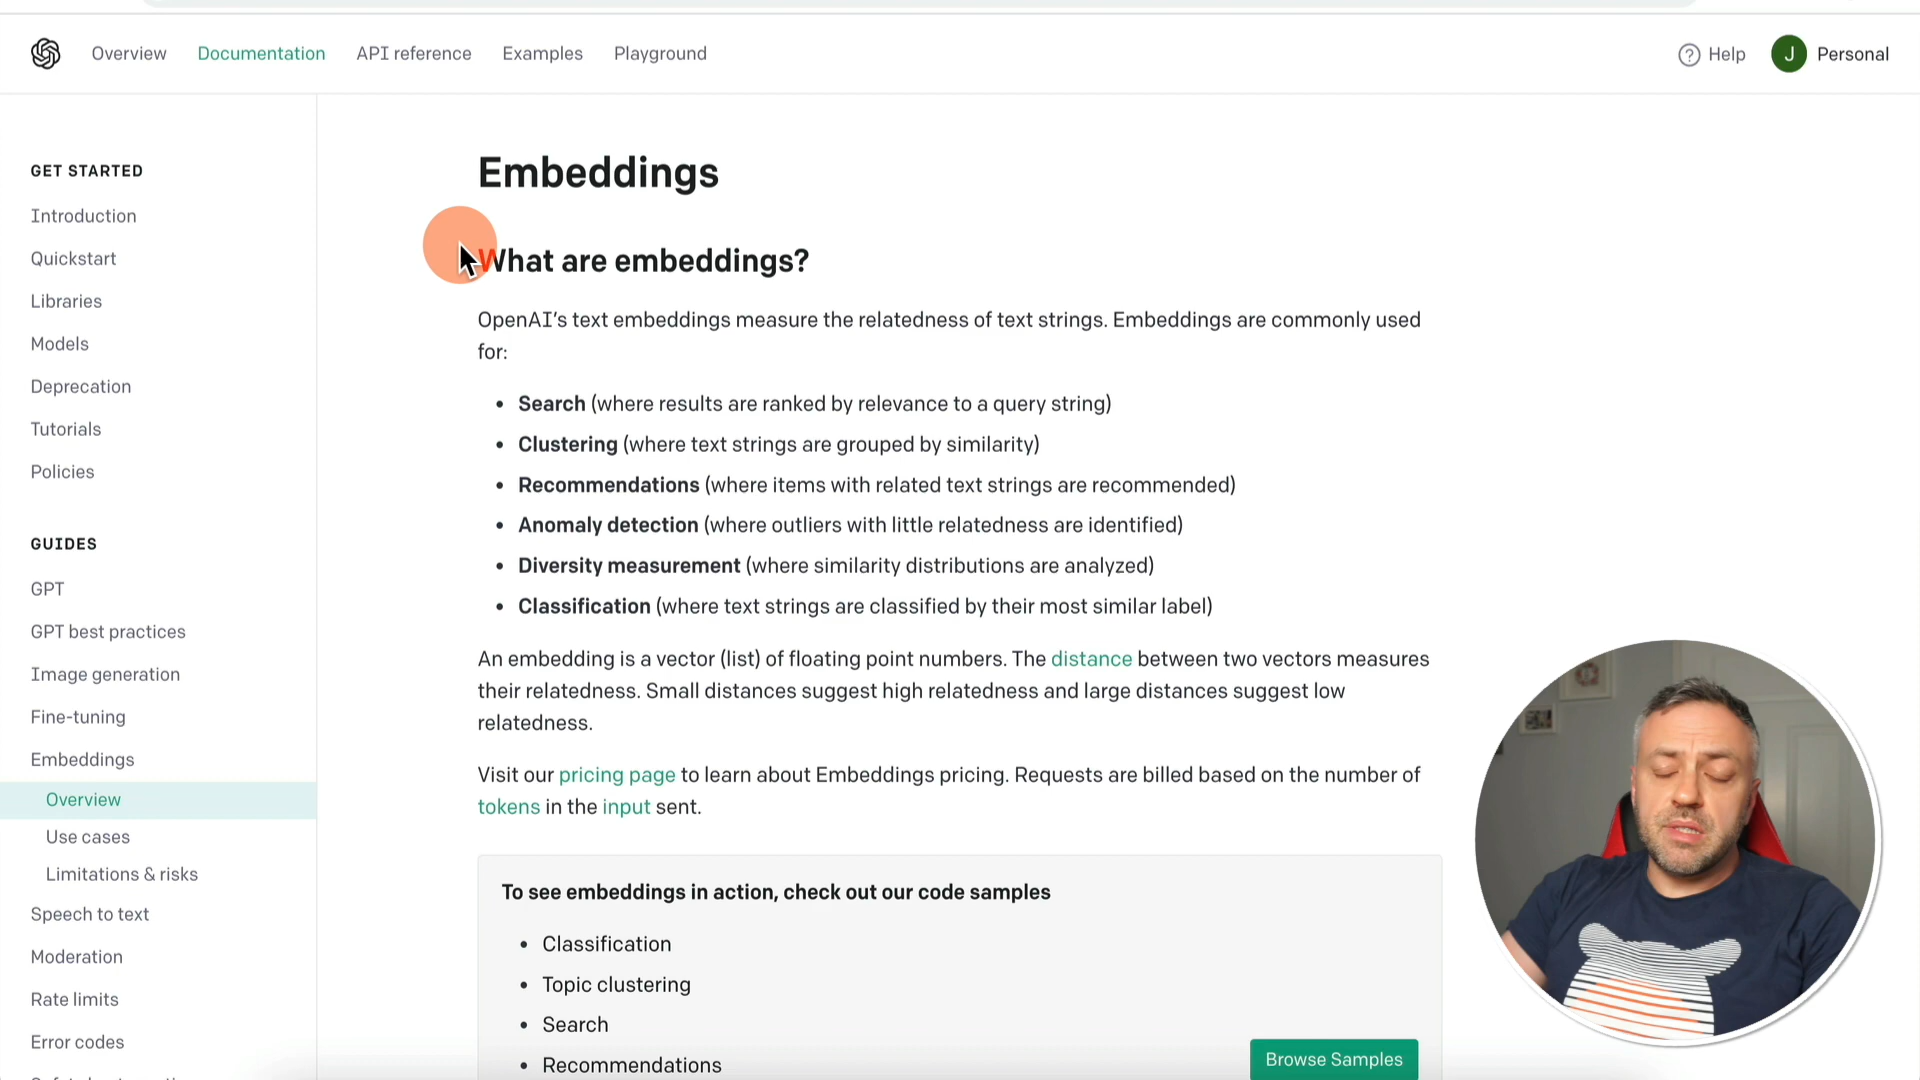 Overview Documentation API reference Examples Playground Help J Personal
GET STARTED
Introduction
Quickstart
Libraries
Models
Deprecation
Tutorials
Policies
GUIDES
GPT
GPT best practices
Image generation
Fine-tuning
Embeddings
Overview
Use cases
Limitations & risks
Speech to text
Moderation
Rate limits
Error codes
Embeddings
What are embeddings?
OpenAI's text embeddings measure the relatedness of text strings. Embeddings are commonly used
for:
• Search (where results are ranked by relevance to a query string)
• Clustering (where text strings are grouped by similarity)
• Recommendations (where items with related text strings are recommended)
• Anomaly detection (where outliers with little relatedness are identified)
• Diversity measurement (where similarity distributions are analyzed)
• Classification (where text strings are classified by their most similar label)
An embedding is a vector (list) of floating point numbers. The distance between two vectors measures
their relatedness. Small distances suggest high relatedness and large distances suggest low
relatedness.
Visit our pricing page to learn about Embeddings pricing. Requests are billed based on the number of
tokens in the input sent.
To see embeddings in action, check out our code samples
• Classification
• Topic clustering
• Search
• Recommendations
Browse Samples